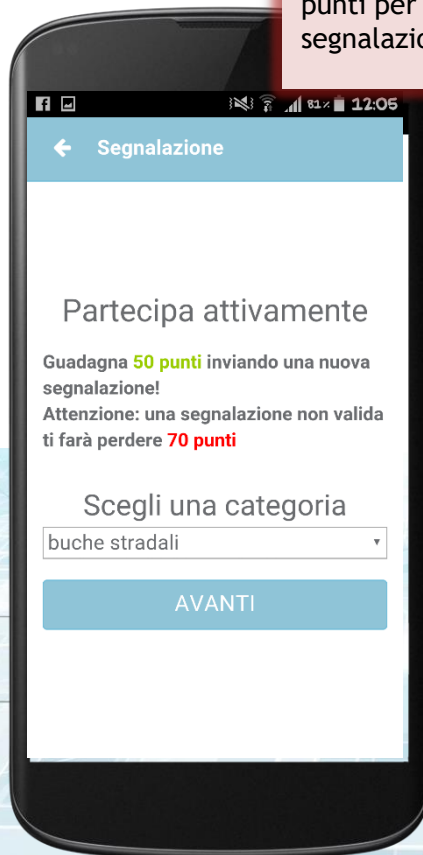 punti per
81% 12:05
Segnalazione
Partecipa attivamente
Guadagna 50 punti inviando una nuova
segnalazione!
Attenzione: una segnalazione non valida
ti farà perdere 70 punti
Scegli una categoria
buche stradali
AVANTI